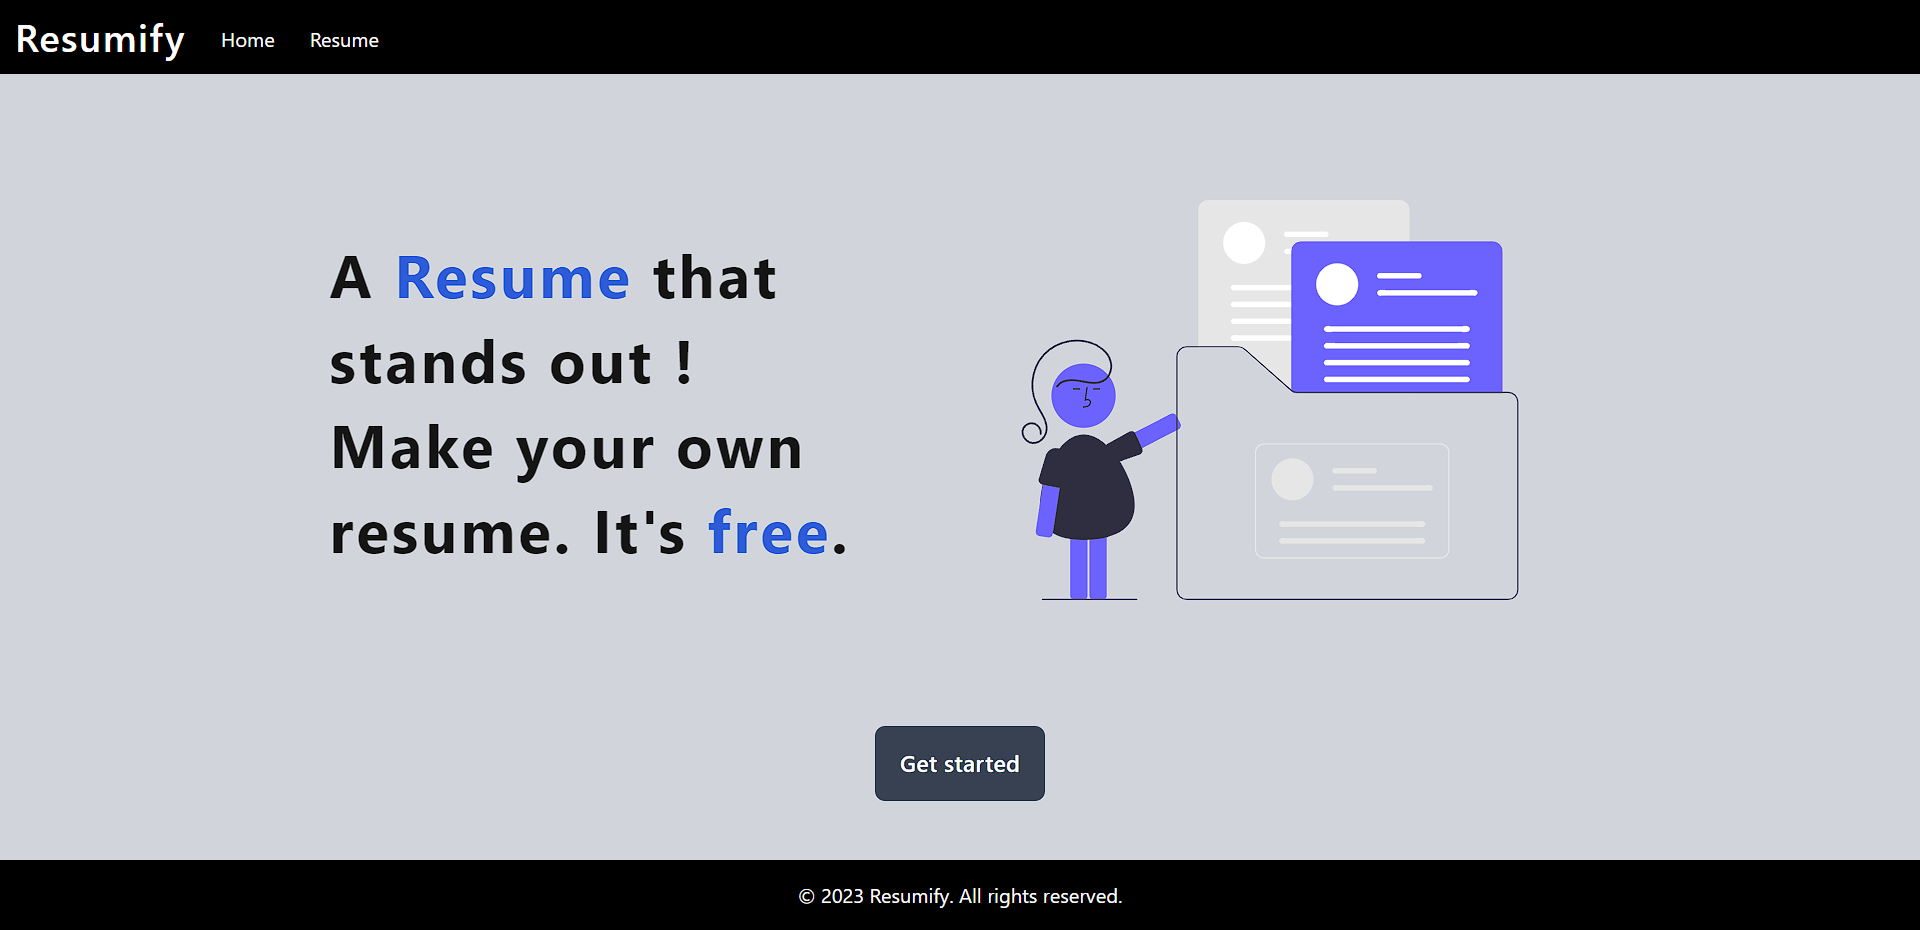 Resumify Home Resume
A Resume that
stands out !
Make your own
resume. It's free.
Get started
© 2023 Resumify. All rights reserved.